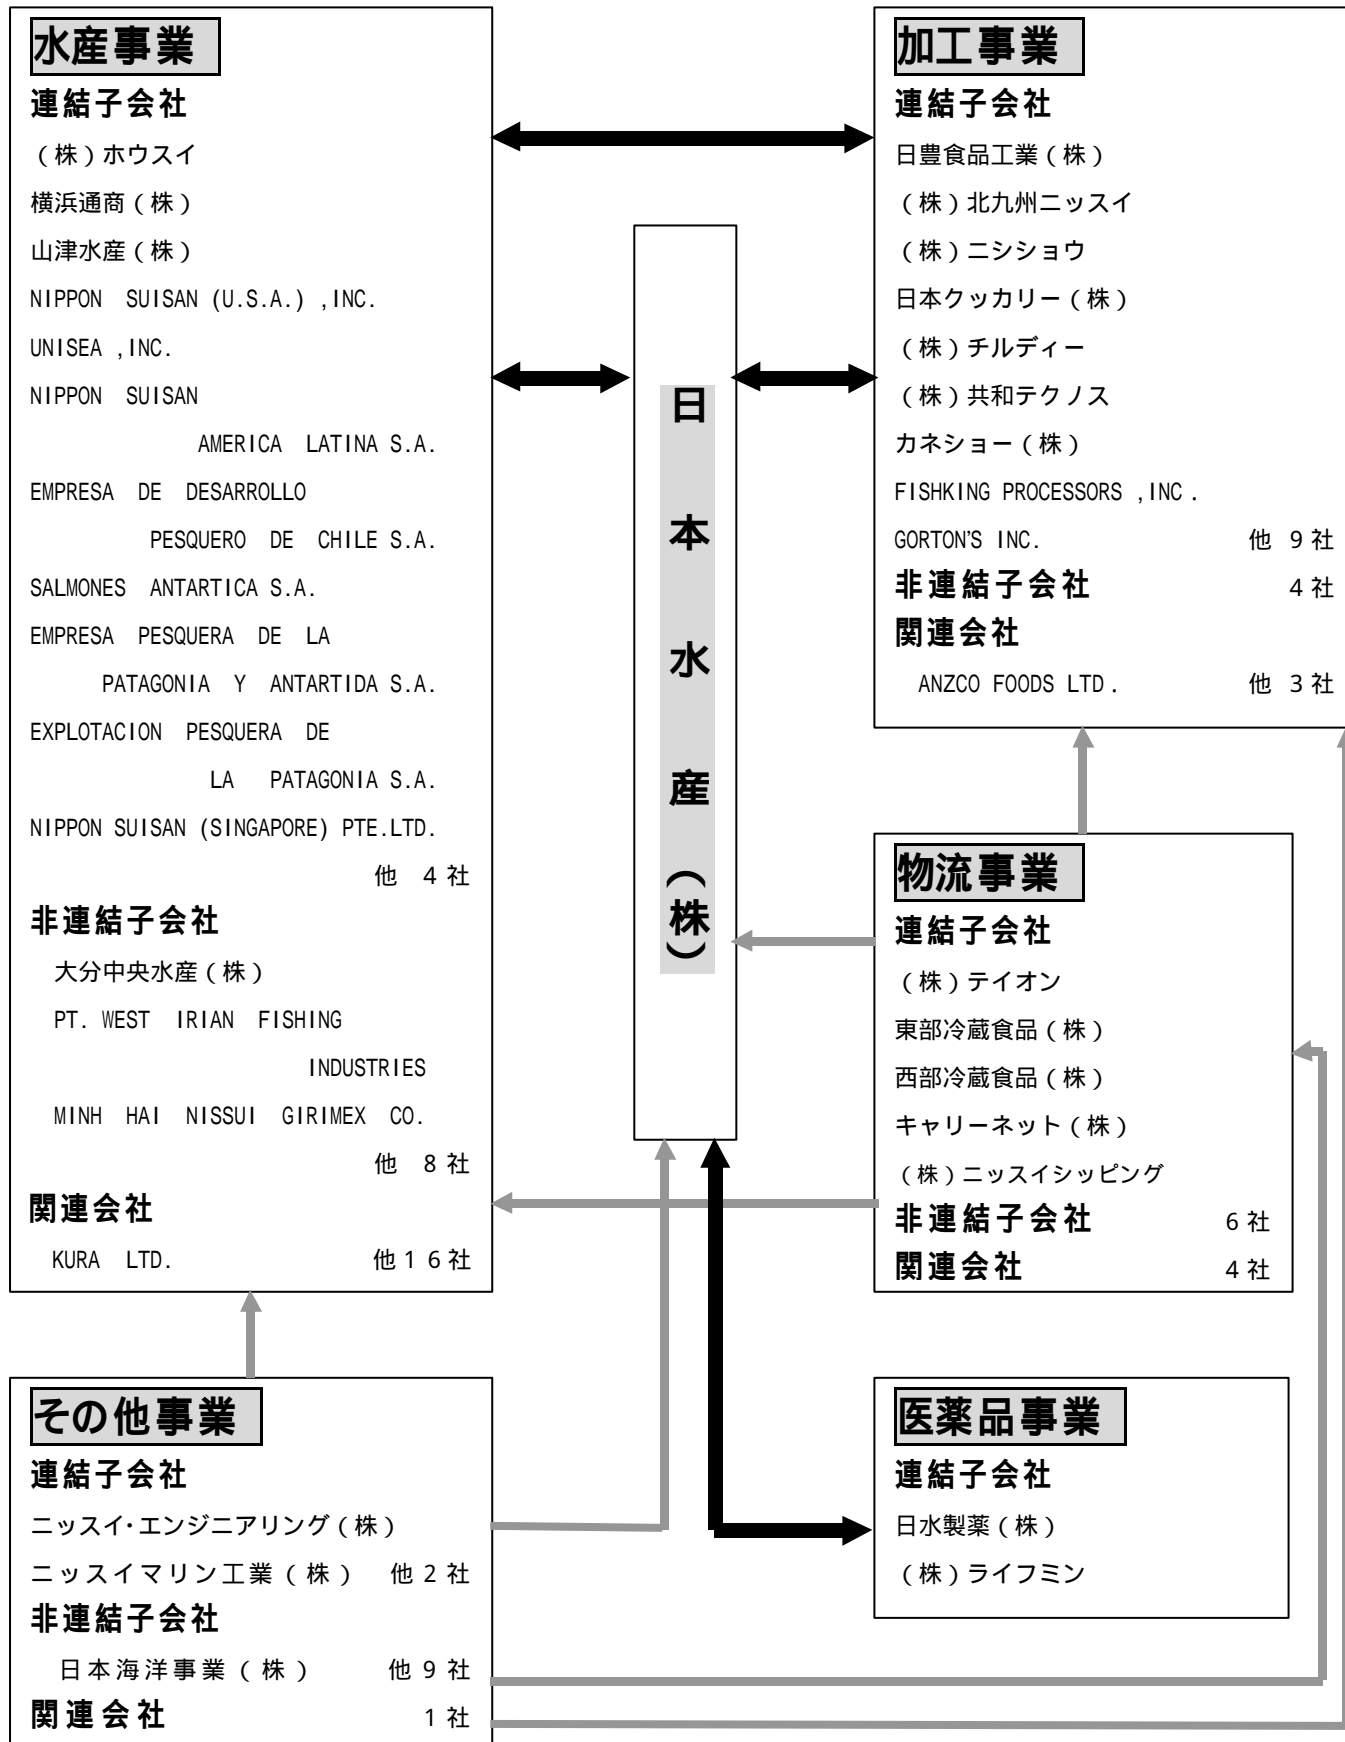 水産事業
連結子会社
(株)ホウスイ
横浜通商(株)
山津水産(株)
NIPPON SUISAN (U.S.A.) ,INC.
UNISEA ,INC.
NIPPON SUISAN
AMERICA LATINA S.A.
EMPRESA DE DESARROLLO
PESQUERO DE CHILE S.A.
SALMONES ANTARTICA S.A.
EMPRESA PESQUERA DE LA
PATAGONIA Y ANTARTIDA S.A.
EXPLOTACION PESQUERA DE
LA PATAGONIA S.A.
NIPPON SUISAN (SINGAPORE) PTE.LTD.
他 4社
非連結子会社
大分中央水産(株)
PT. WEST IRIAN FISHING
INDUSTRIES
MINH HAI NISSUI GIRIMEX CO.
他 8社
関連会社
KURA LTD. 他16社
日本水産(株)
加工事業
連結子会社
日豊食品工業(株)
(株)北九州ニッスイ
(株)ニシショウ
日本クッカリー(株)
(株)チルディー
(株)共和テクノス
カネショー(株)
FISHKING PROCESSORS ,INC.
GORTON'S INC. 他 9社
非連結子会社 4社
関連会社
ANZCO FOODS LTD. 他 3社
物流事業
連結子会社
(株)テイオン
東部冷蔵食品(株)
西部冷蔵食品(株)
キャリーネット(株)
(株)ニッスイシッピング
非連結子会社 6社
関連会社 4社
その他事業
連結子会社
ニッスイ・エンジニアリング(株)
ニッスイマリン工業(株) 他2社
非連結子会社
日本海洋事業(株) 他9社
関連会社 1社
医薬品事業
連結子会社
日水製薬(株)
(株)ライフミン